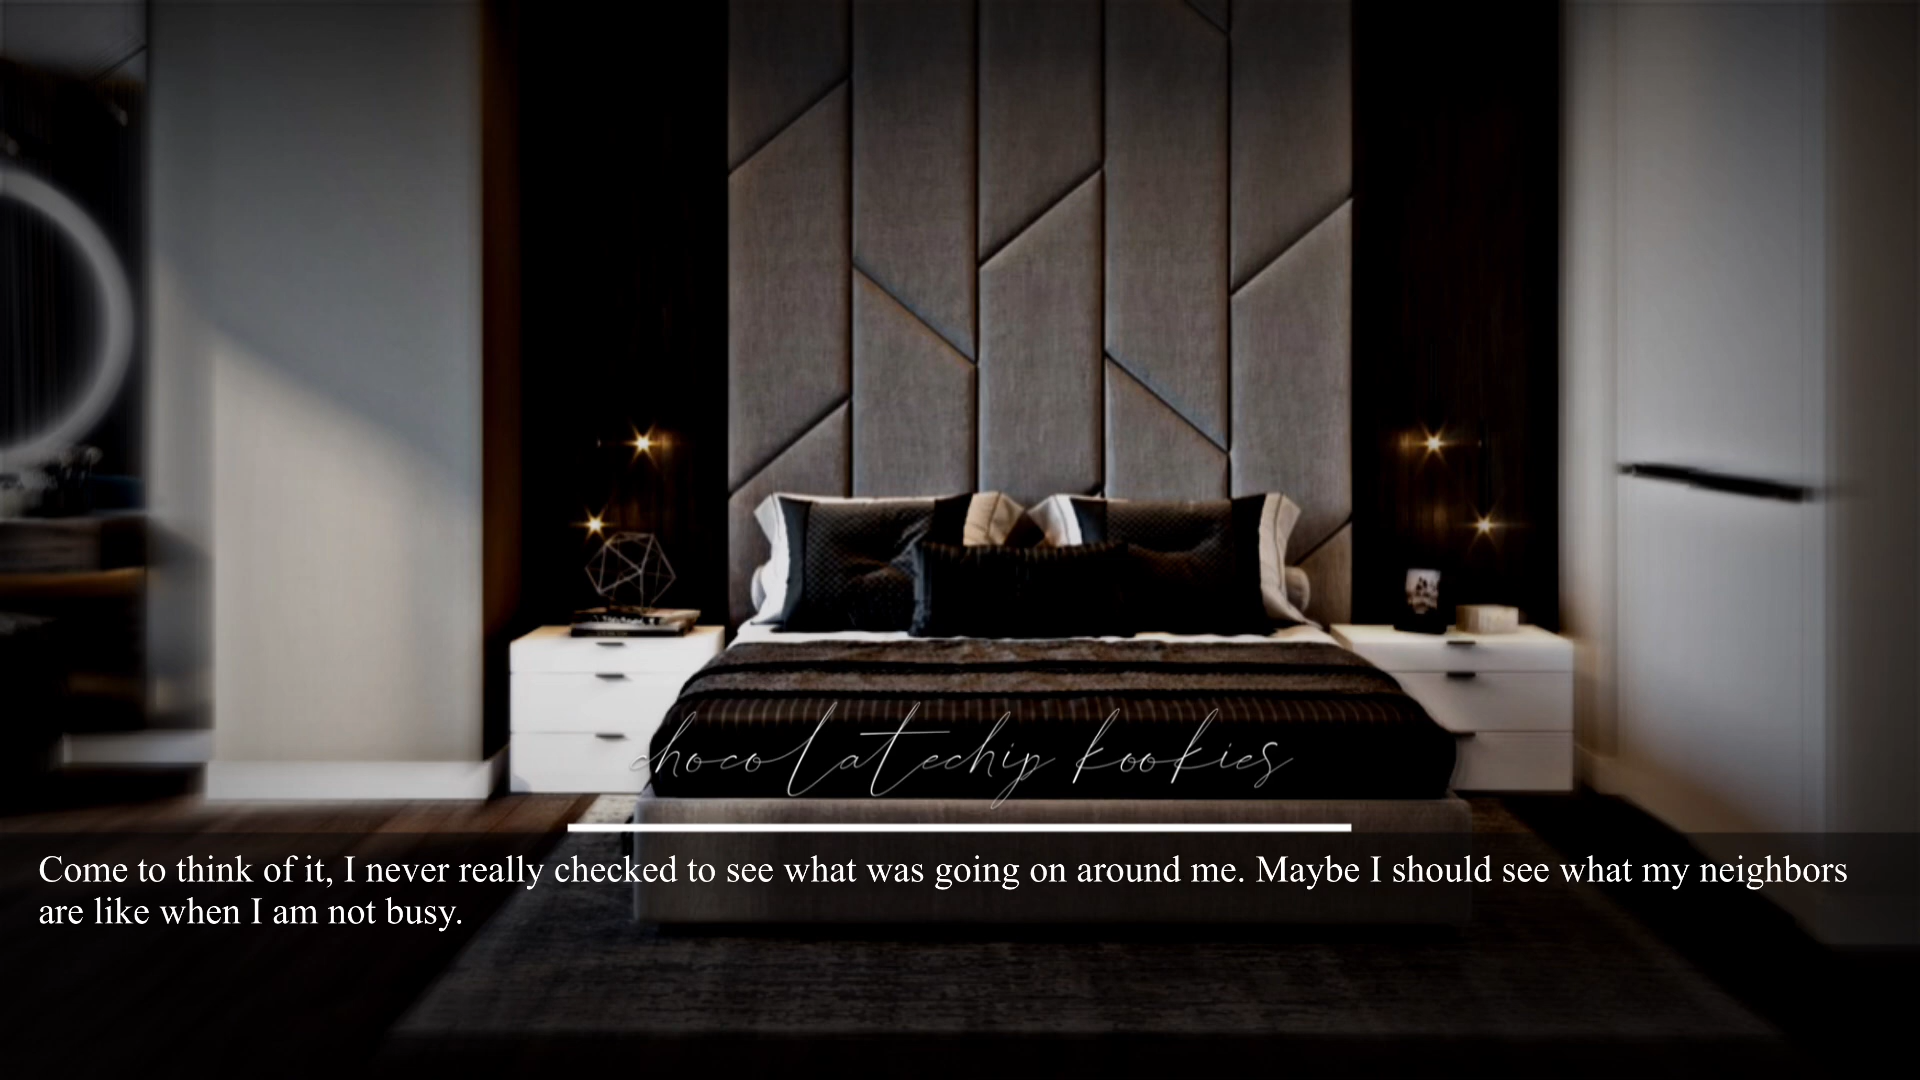 chocolatechip kookies
Come to think of it, I never really checked to see what was going on around me. Maybe I should see what my neighbors
are like when I am not busy.